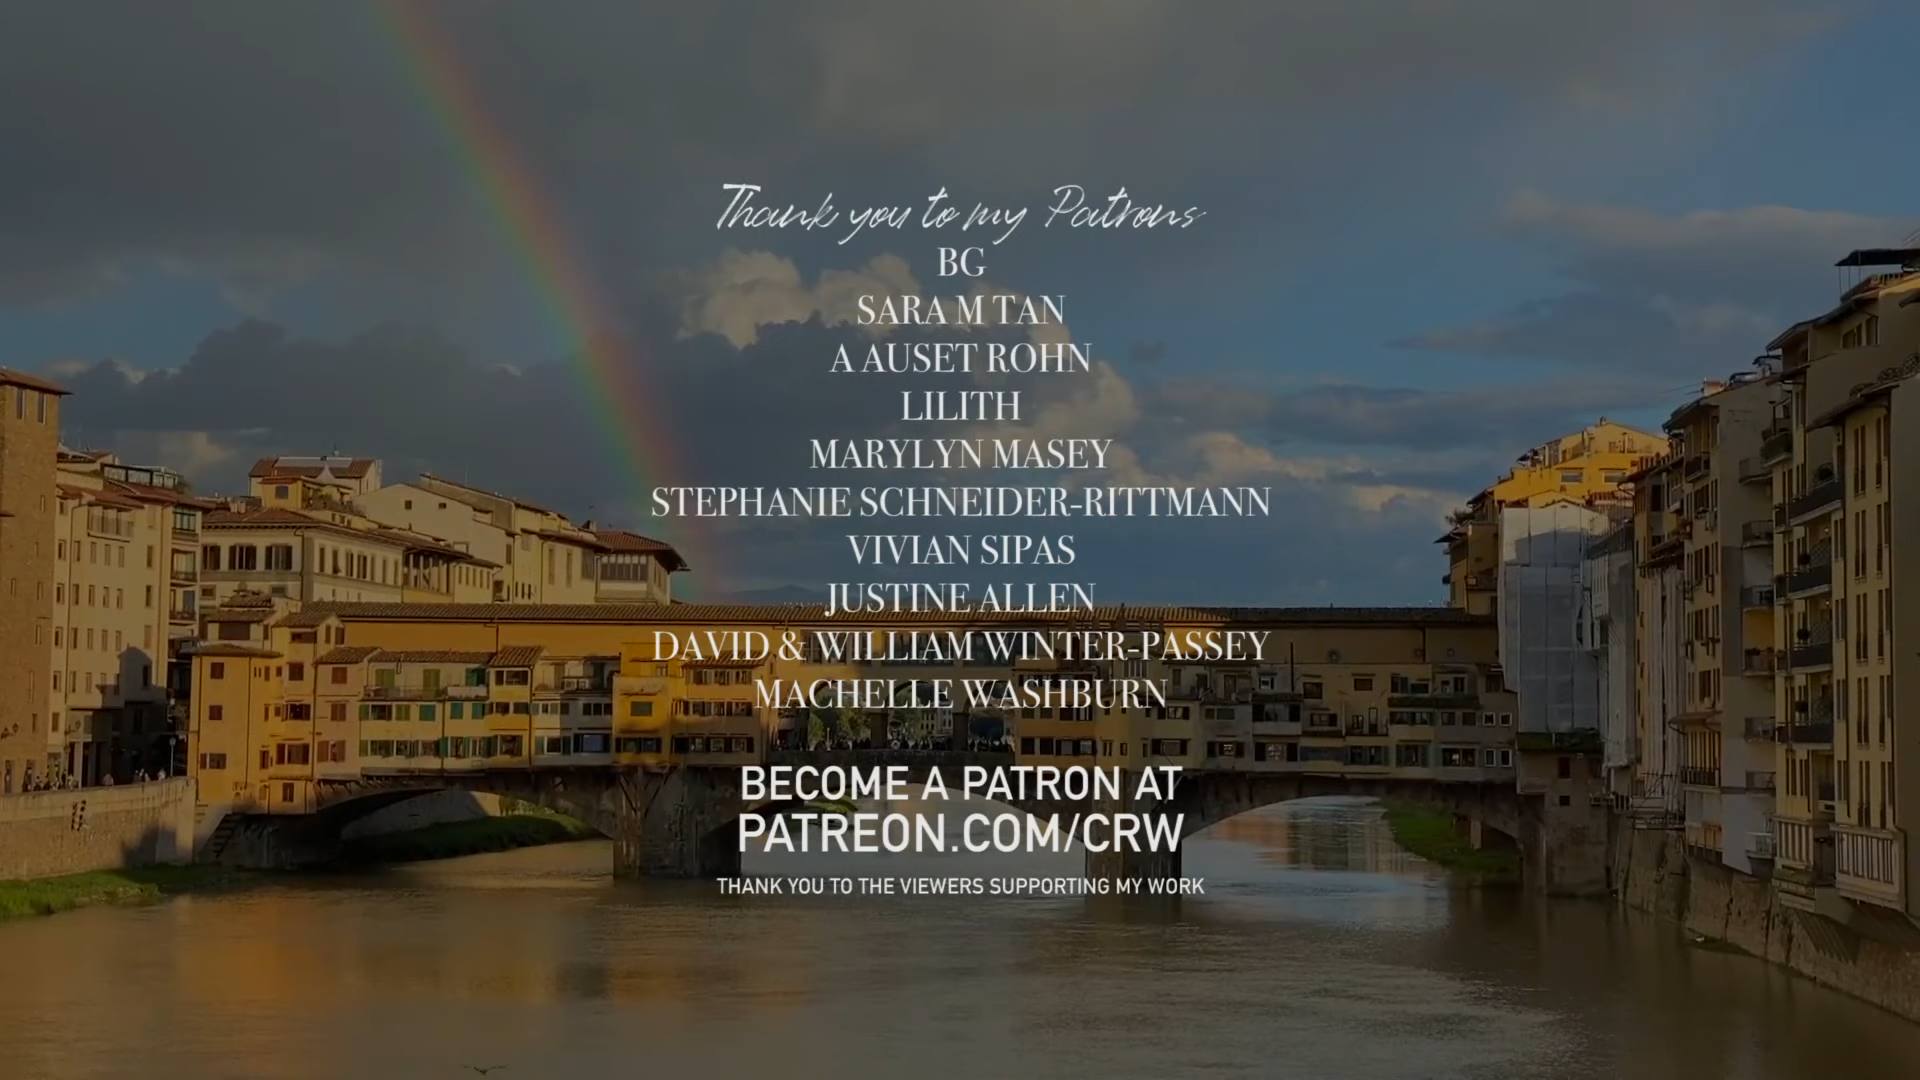 Thank you to my Patrons
BG
SARA M TAN
A AUSET ROHN
LILITH
MARYLYN MASEY
STEPHANIE SCHNEIDER-RITTMANN
VIVIAN SIPAS
JUSTINE ALLEN
DAVID & WILLIAM WINTER-PASSEY
MACHELLE WASHBURN
BECOME A PATRON AT
PATREON.COM/CRW
THANK YOU TO THE VIEWERS SUPPORTING MY WORK